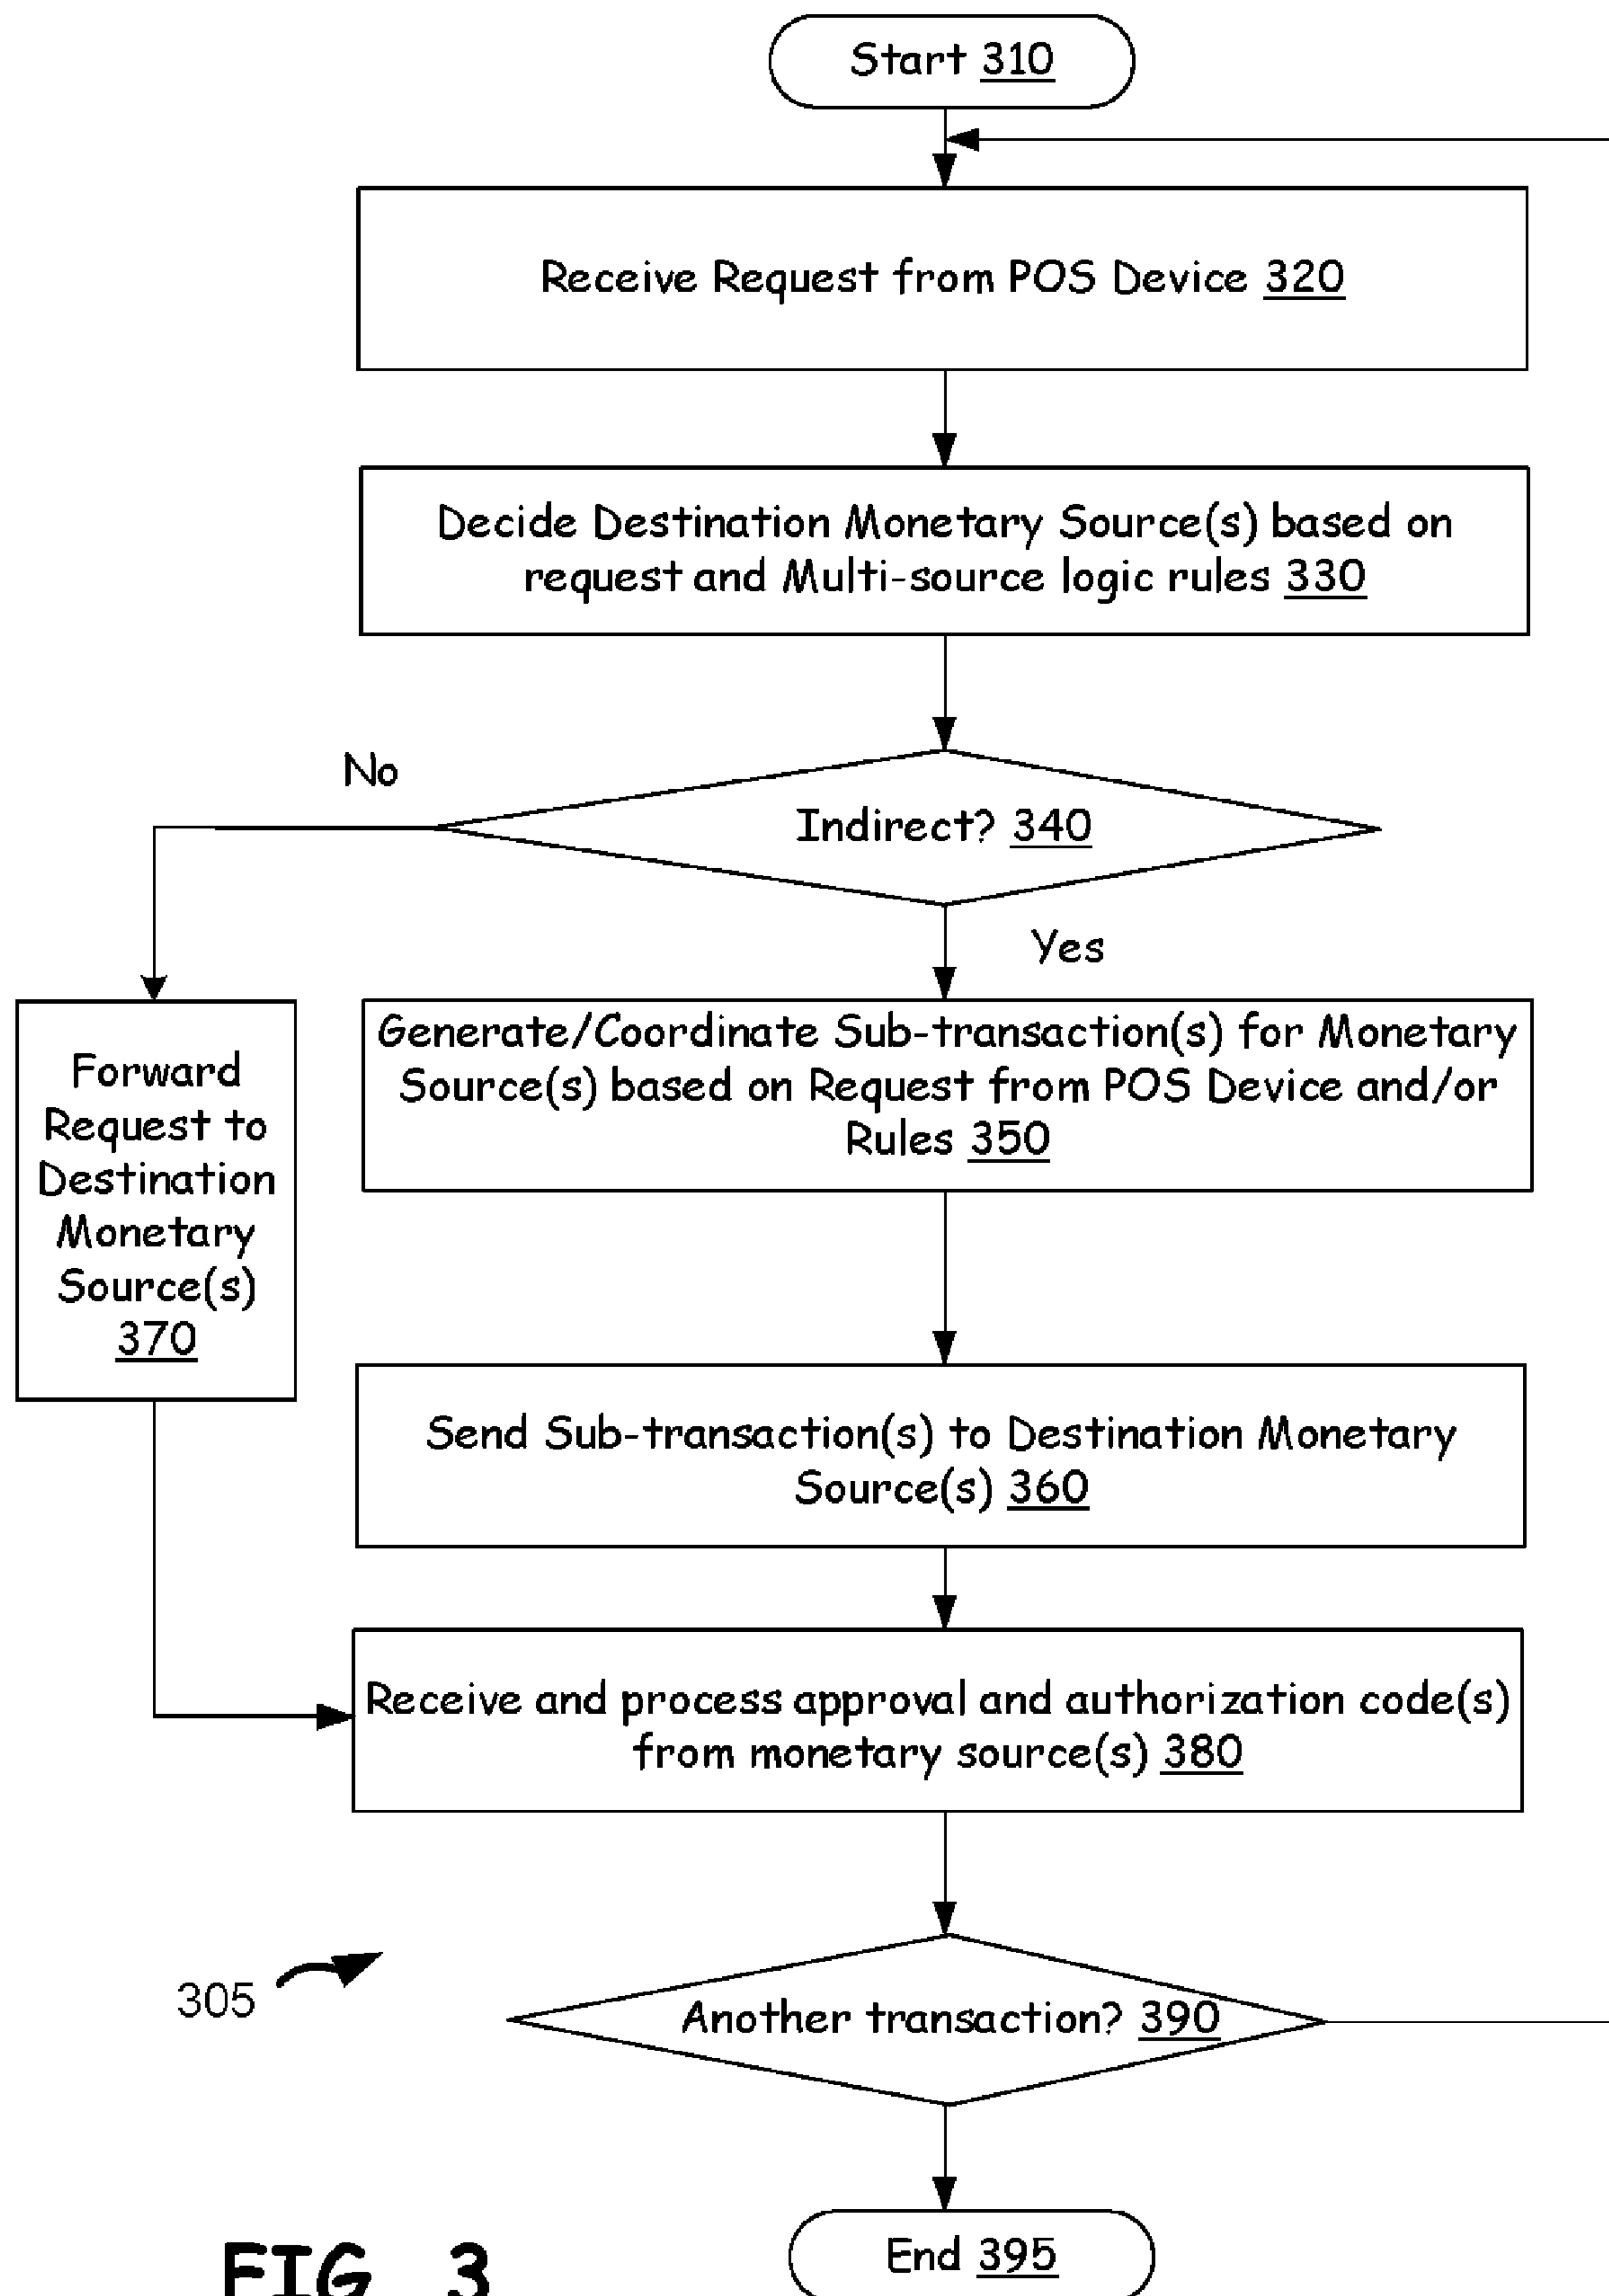 Start 310
Receive Request from POS Device 320
Decide Destination Monetary Source(s) based on
request and Multi-source logic rules 330
No
Indirect? 340
Yes
Generate/Coordinate Sub-transaction(s) for Monetary
Source(s) based on Request from POS Device and/or
Rules 350
Forward
Request to
Destination
Monetary
Source(s)
370
Send Sub-transaction(s) to Destination Monetary
Source(s) 360
Receive and process approval and authorization code(s)
from monetary source(s) 380
305
Another transaction? 390
End 395
FIG. 3